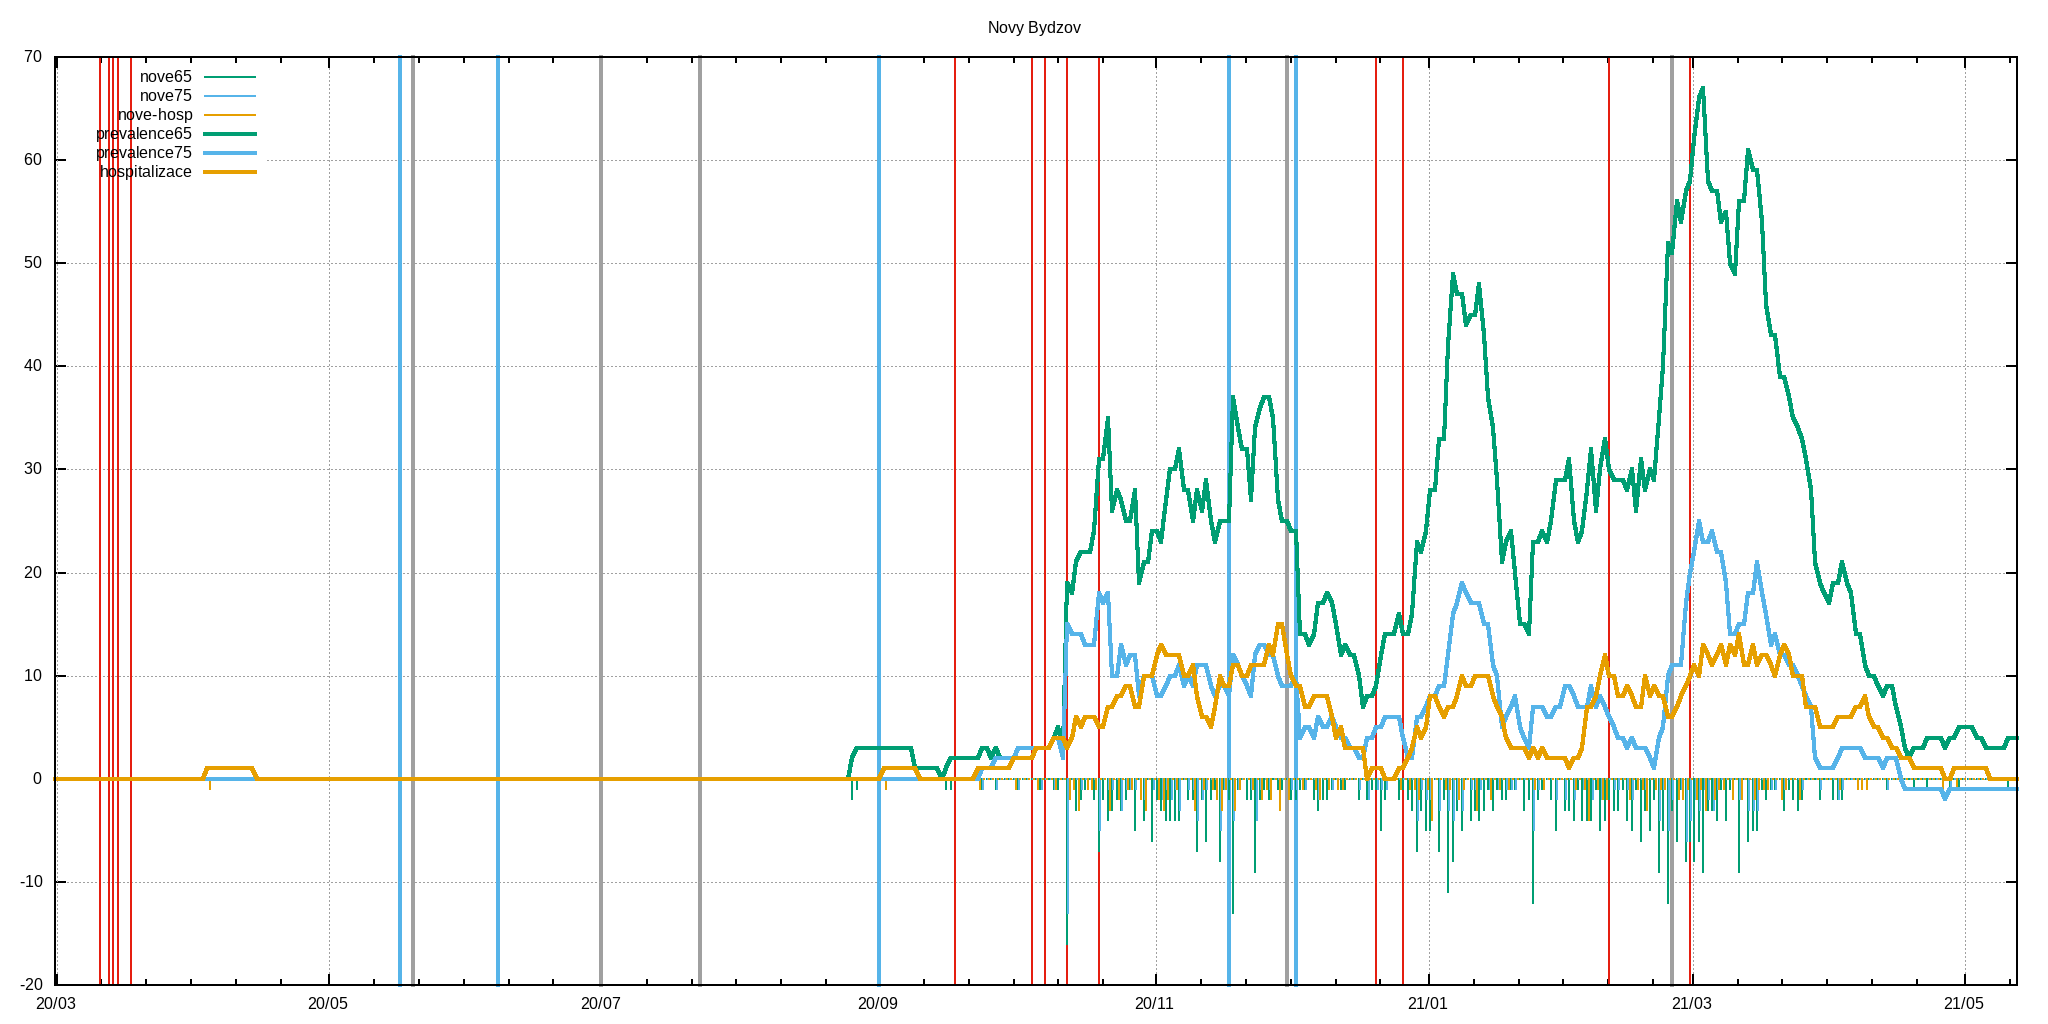 Novy Bydzov
70
60
50
40
30
20
10
0
-10
-20
nove65
nove75
nove-hosp
prevalence65
prevalence75
hospitalizace
20/03 20/05 20/07 20/09 20/11 21/01 21/03 21/05